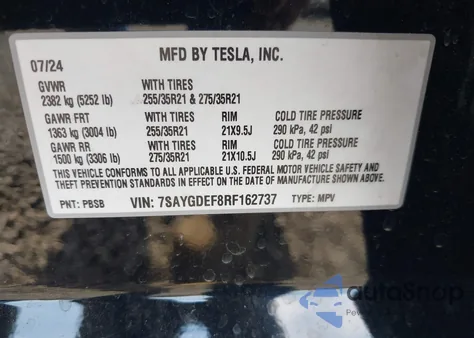 07/24 MFD BY TESLA, INC.
GVWR WITH TIRES
2382 kg (5252 lb) 255/35R21 & 275/35R21
GAWR FRT WITH TIRES RIM COLD TIRE PRESSURE
1363 kg (3004 lb) 255/35R21 21X9.5J 290 kPa, 42 psi
GAWR RR WITH TIRES RIM COLD TIRE PRESSURE
1500 kg (3306 lb) 275/35R21 21X10.5J 290 kPa, 42 psi
THIS VEHICLE CONFORMS TO ALL APPLICABLE U.S. FEDERAL MOTOR VEHICLE SAFETY AND
THEFT PREVENTION STANDARDS IN EFFECT ON THE DATE OF MANUFACTURE SHOWN ABOVE.
PNT: PBSB VIN: 7SAYGDEF8RF162737 TYPE: MPV
autoSnap